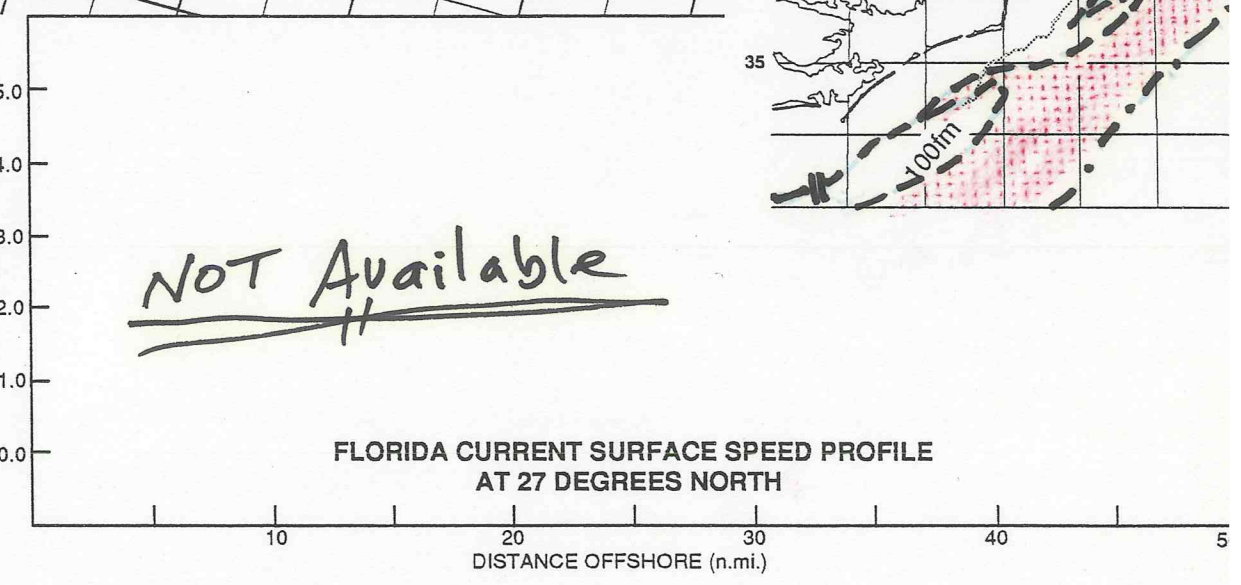 35
100fm
5.0
4.0
3.0
NOT Available
2.0
1.0
0.0
FLORIDA CURRENT SURFACE SPEED PROFILE
AT 27 DEGREES NORTH
10 20 30 40 5
DISTANCE OFFSHORE (n.mi.)